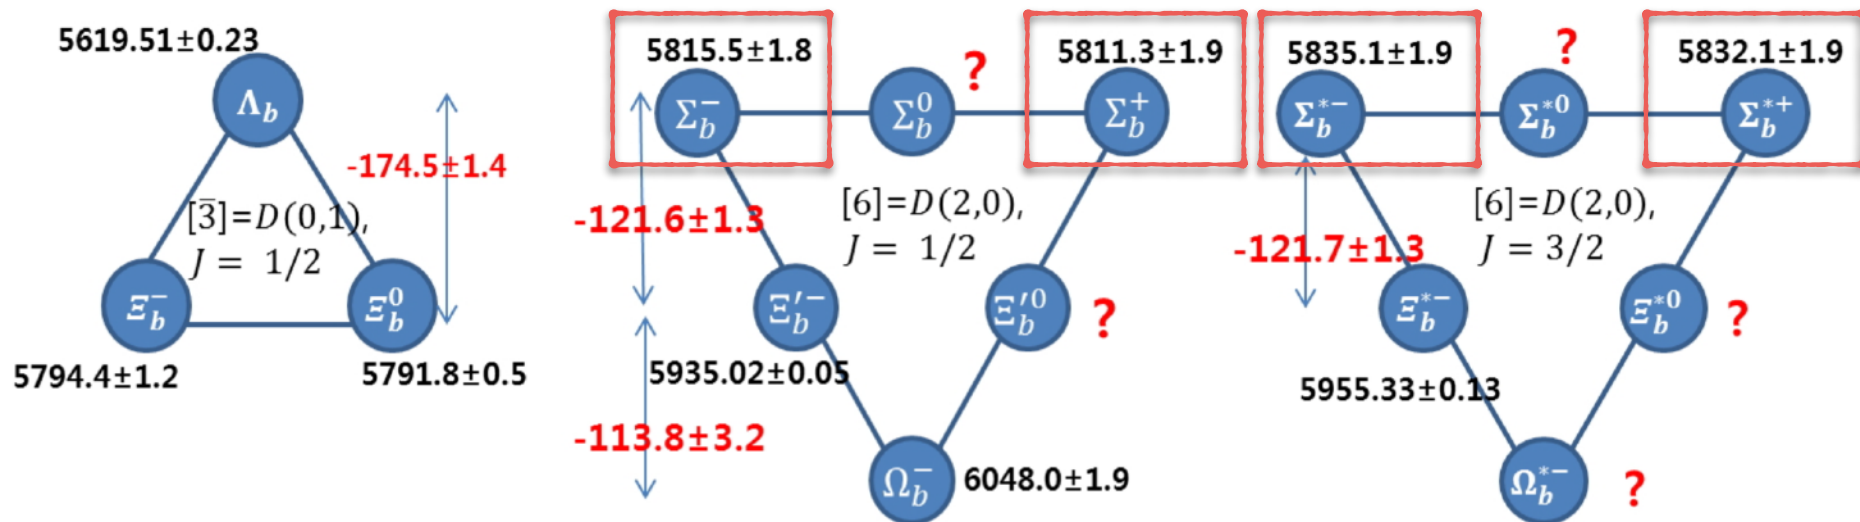 5619.51±0.23
Λb
-174.5±1.4
[3̅]=D(0,1),
J = 1/2
Ξb−
Ξb0
5794.4±1.2
5791.8±0.5
5815.5±1.8
?
5811.3±1.9
Σb−
Σb0
Σb+
-121.6±1.3
[6]=D(2,0),
J = 1/2
Ξb′−
Ξb′0
?
5935.02±0.05
-113.8±3.2
Ωb−
6048.0±1.9
5835.1±1.9
?
5832.1±1.9
Σb*−
Σb*0
Σb*+
-121.7±1.3
[6]=D(2,0),
J = 3/2
Ξb*−
Ξb*0
?
5955.33±0.13
Ωb*−
?